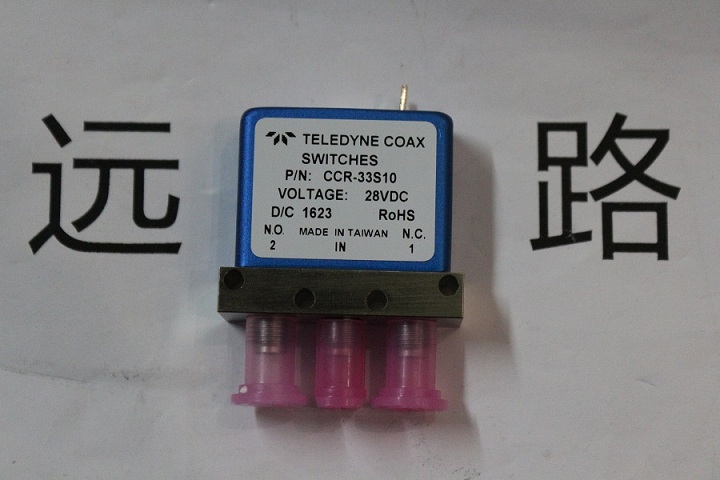 远 路
TELEDYNE COAX
SWITCHES
P/N: CCR-33S10
VOLTAGE: 28VDC
D/C 1623 RoHS
N.O. MADE IN TAIWAN N.C.
2 IN 1